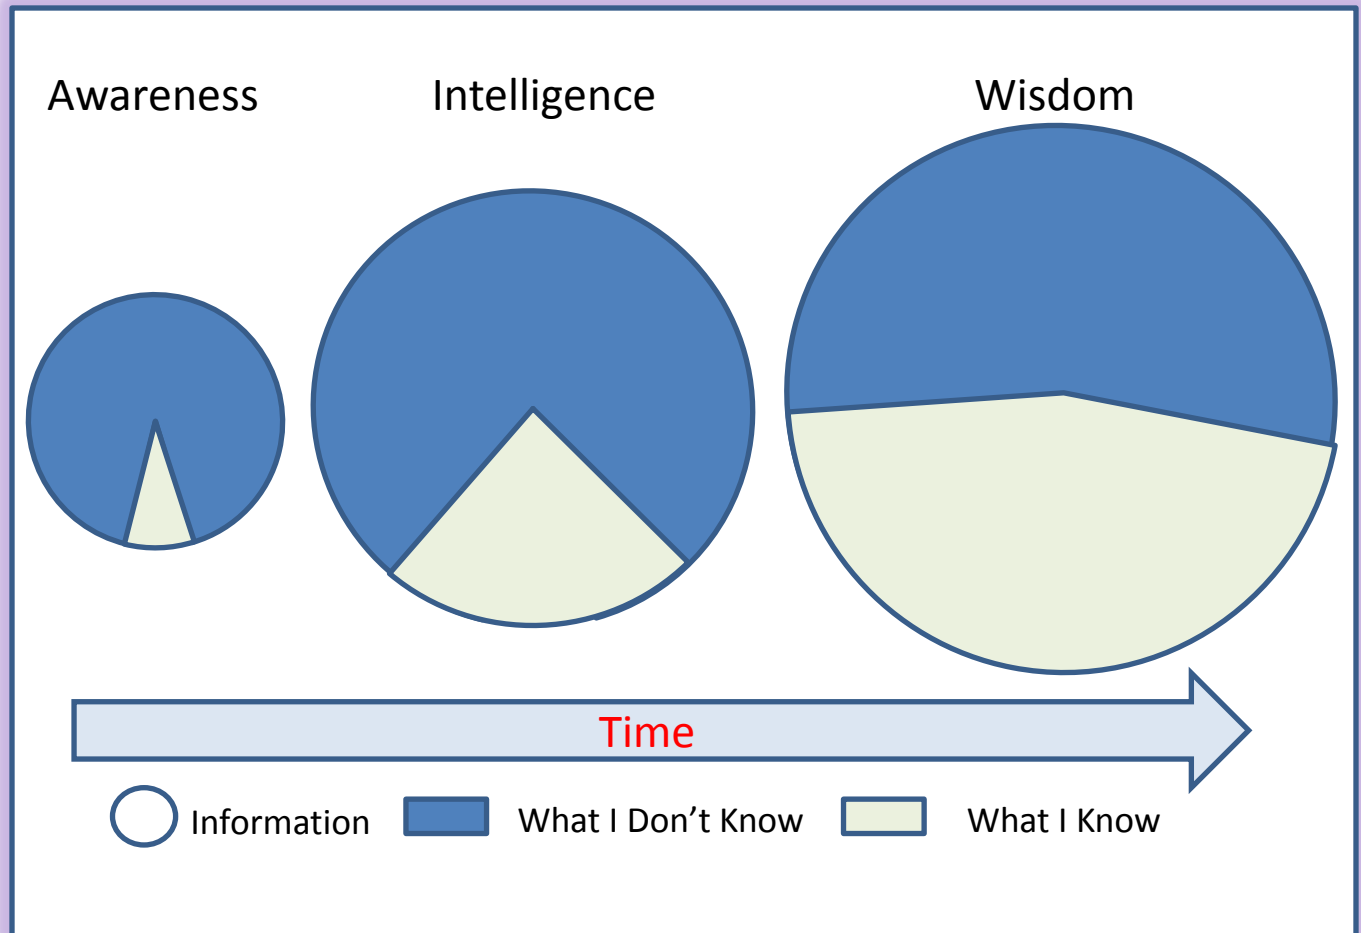 Awareness
Intelligence
Wisdom
Time
Information
What I Don’t Know
What I Know